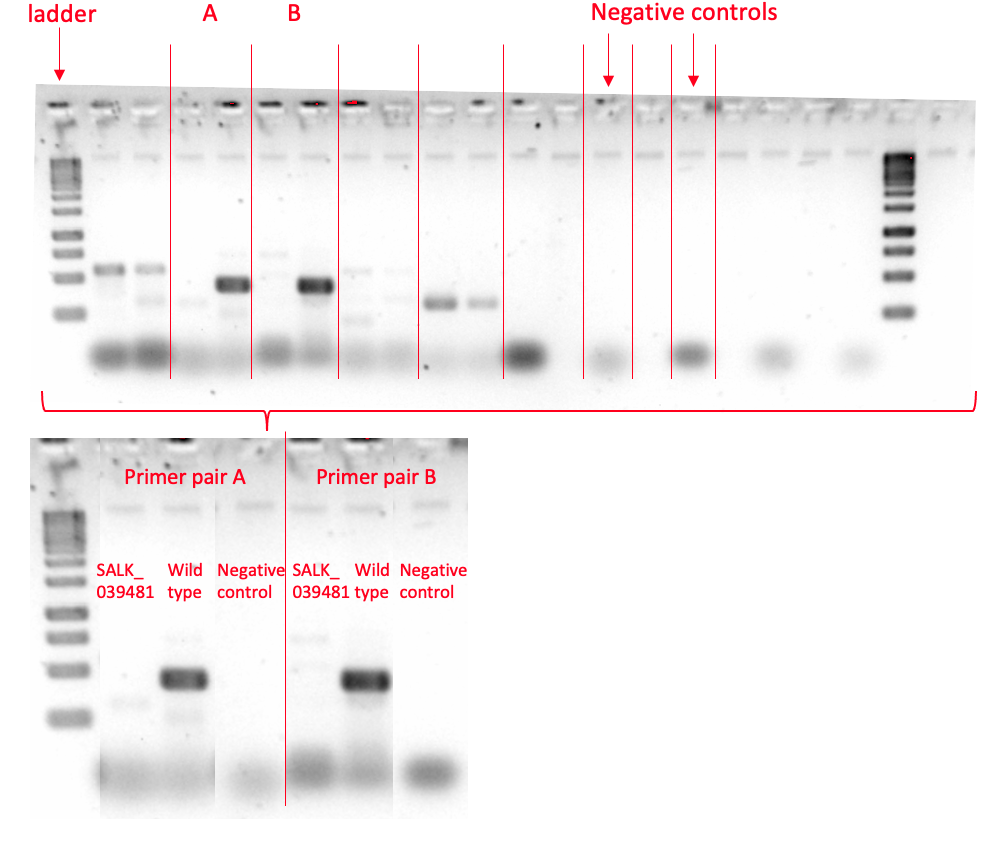 ladder
A
B
Negative controls
Primer pair A
Primer pair B
SALK_
039481
Wild
type
Negative
control
SALK_
039481
Wild
type
Negative
control